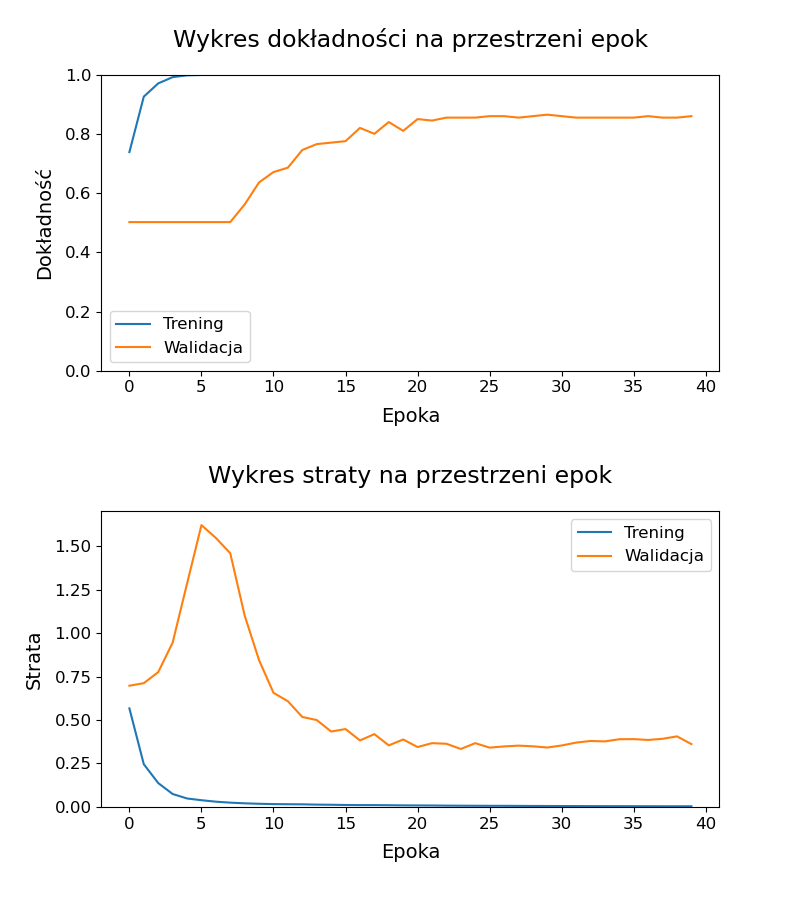 Wykres dokładności na przestrzeni epok
1.0
0.8
0.6
0.4
0.2
0.0
Dokładność
Trening
Walidacja
0 5 10 15 20 25 30 35 40
Epoka
Wykres straty na przestrzeni epok
1.50
1.25
1.00
0.75
0.50
0.25
0.00
Strata
Trening
Walidacja
0 5 10 15 20 25 30 35 40
Epoka